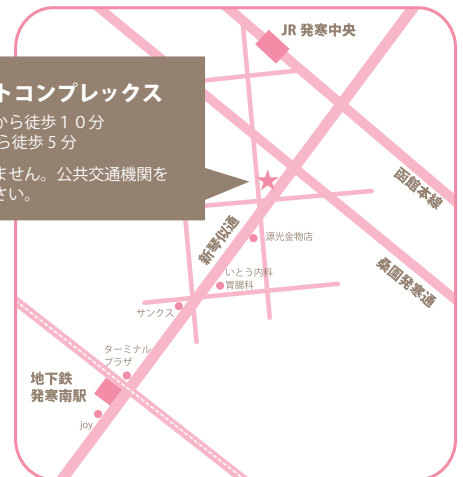 JR 発寒中央
トコンプレックス
から徒歩１０分
ら徒歩５分
ません。公共交通機関を
さい。
函館本線
新琴似通
源光金物店
桑園発寒通
いとう内科
胃腸科
サンクス
ターミナル
プラザ
地下鉄
発寒南駅
joy